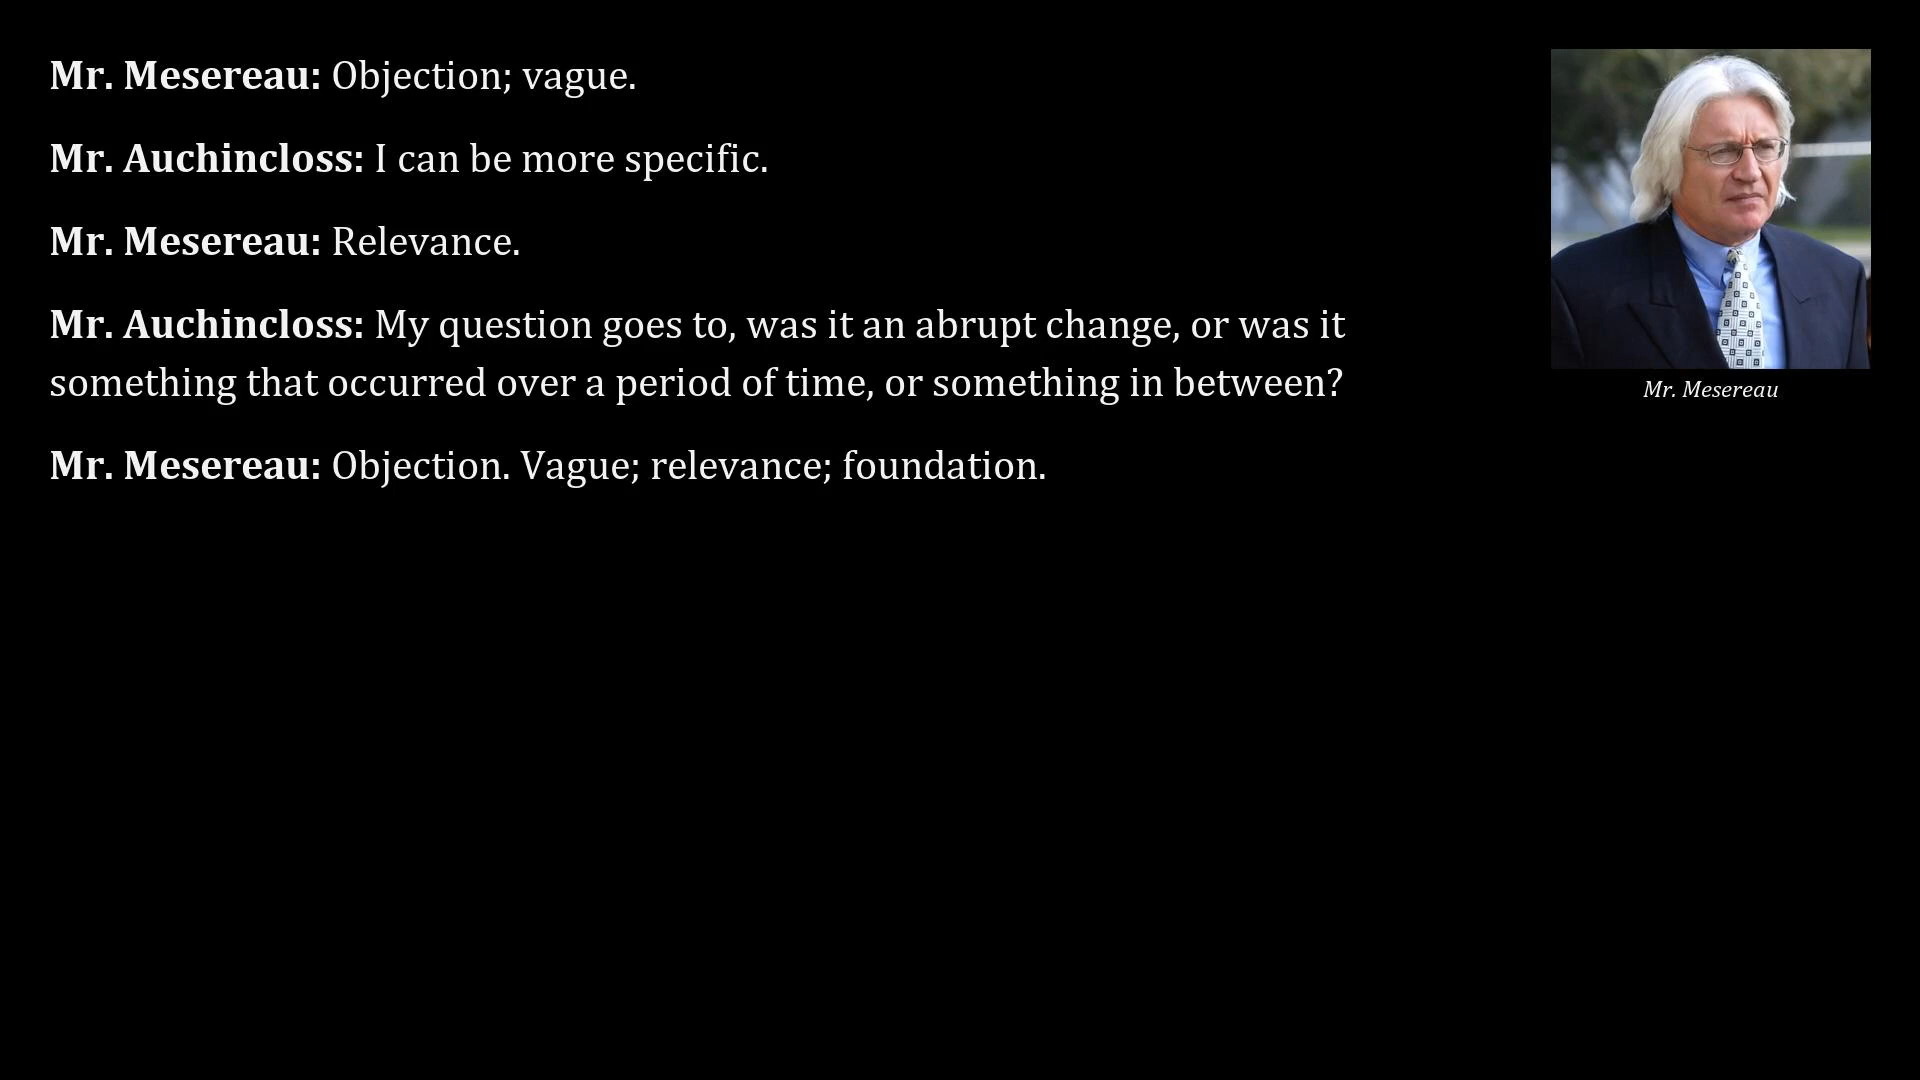 Mr. Mesereau: Objection; vague.
Mr. Auchincloss: I can be more specific.
Mr. Mesereau: Relevance.
Mr. Auchincloss: My question goes to, was it an abrupt change, or was it
something that occurred over a period of time, or something in between?
Mr. Mesereau: Objection. Vague; relevance; foundation.
Mr. Mesereau